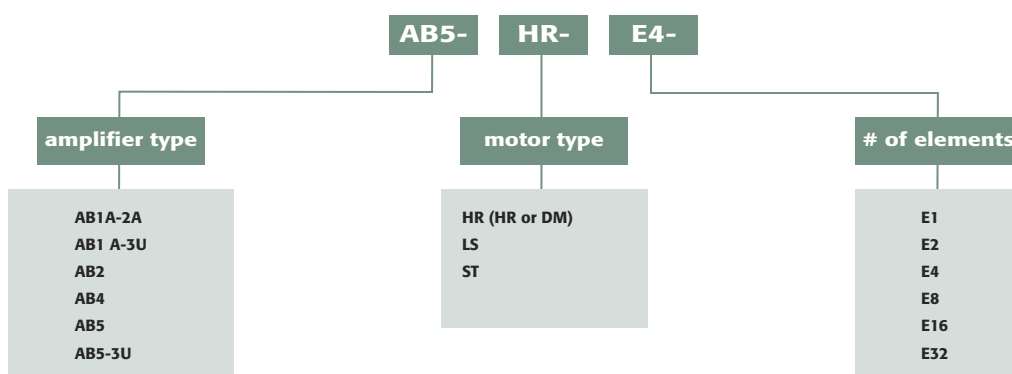 AB5- HR- E4-
amplifier type
motor type
# of elements
AB1A-2A
AB1 A-3U
AB2
AB4
AB5
AB5-3U
HR (HR or DM)
LS
ST
E1
E2
E4
E8
E16
E32